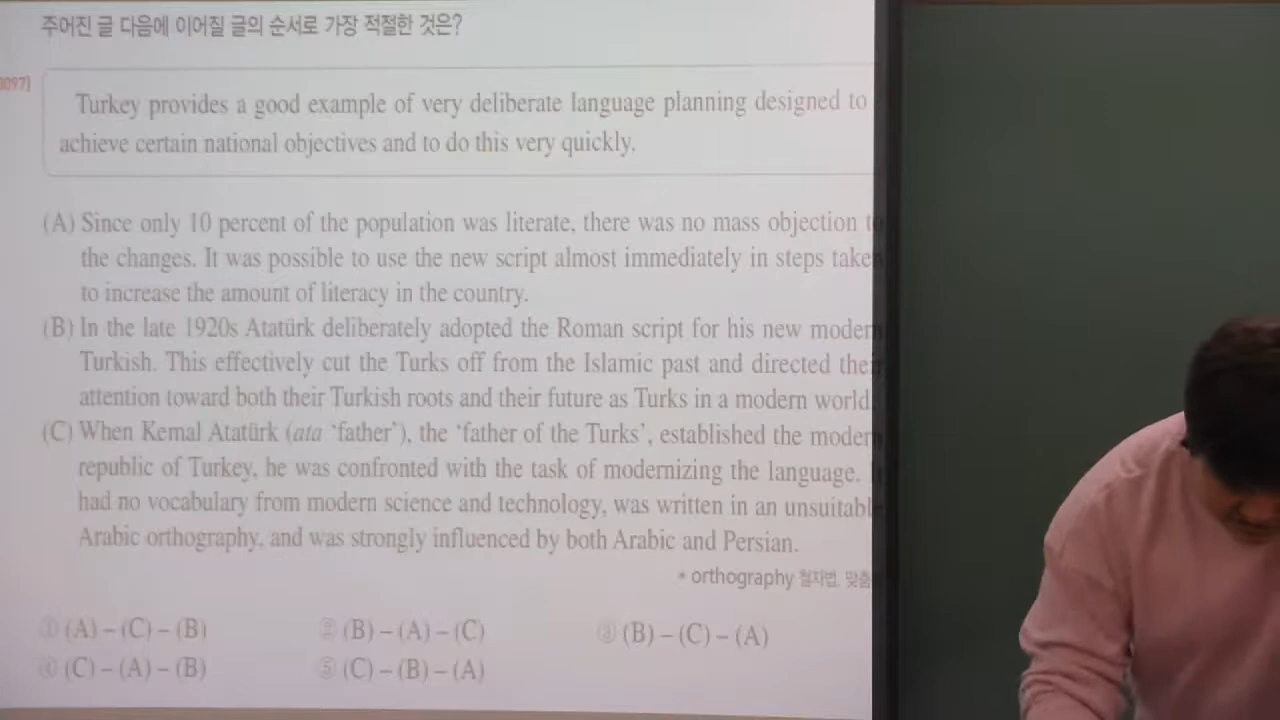 주어진 글 다음에 이어질 글의 순서로 가장 적절한 것은?
0097]
Turkey provides a good example of very deliberate language planning designed to
achieve certain national objectives and to do this very quickly.
(A) Since only 10 percent of the population was literate, there was no mass objection to
the changes. It was possible to use the new script almost immediately in steps taken
to increase the amount of literacy in the country.
(B) In the late 1920s Atatürk deliberately adopted the Roman script for his new modern
Turkish. This effectively cut the Turks off from the Islamic past and directed their
attention toward both their Turkish roots and their future as Turks in a modern world.
(C) When Kemal Atatürk (ata ‘father’), the ‘father of the Turks’, established the modern
republic of Turkey, he was confronted with the task of modernizing the language.
had no vocabulary from modern science and technology, was written in an unsuitabl
Arabic orthography, and was strongly influenced by both Arabic and Persian.
* orthography 철자법, 맞춤
① (A) – (C) – (B) ② (B) – (A) – (C) ③ (B) – (C) – (A)
④ (C) – (A) – (B) ⑤ (C) – (B) – (A)